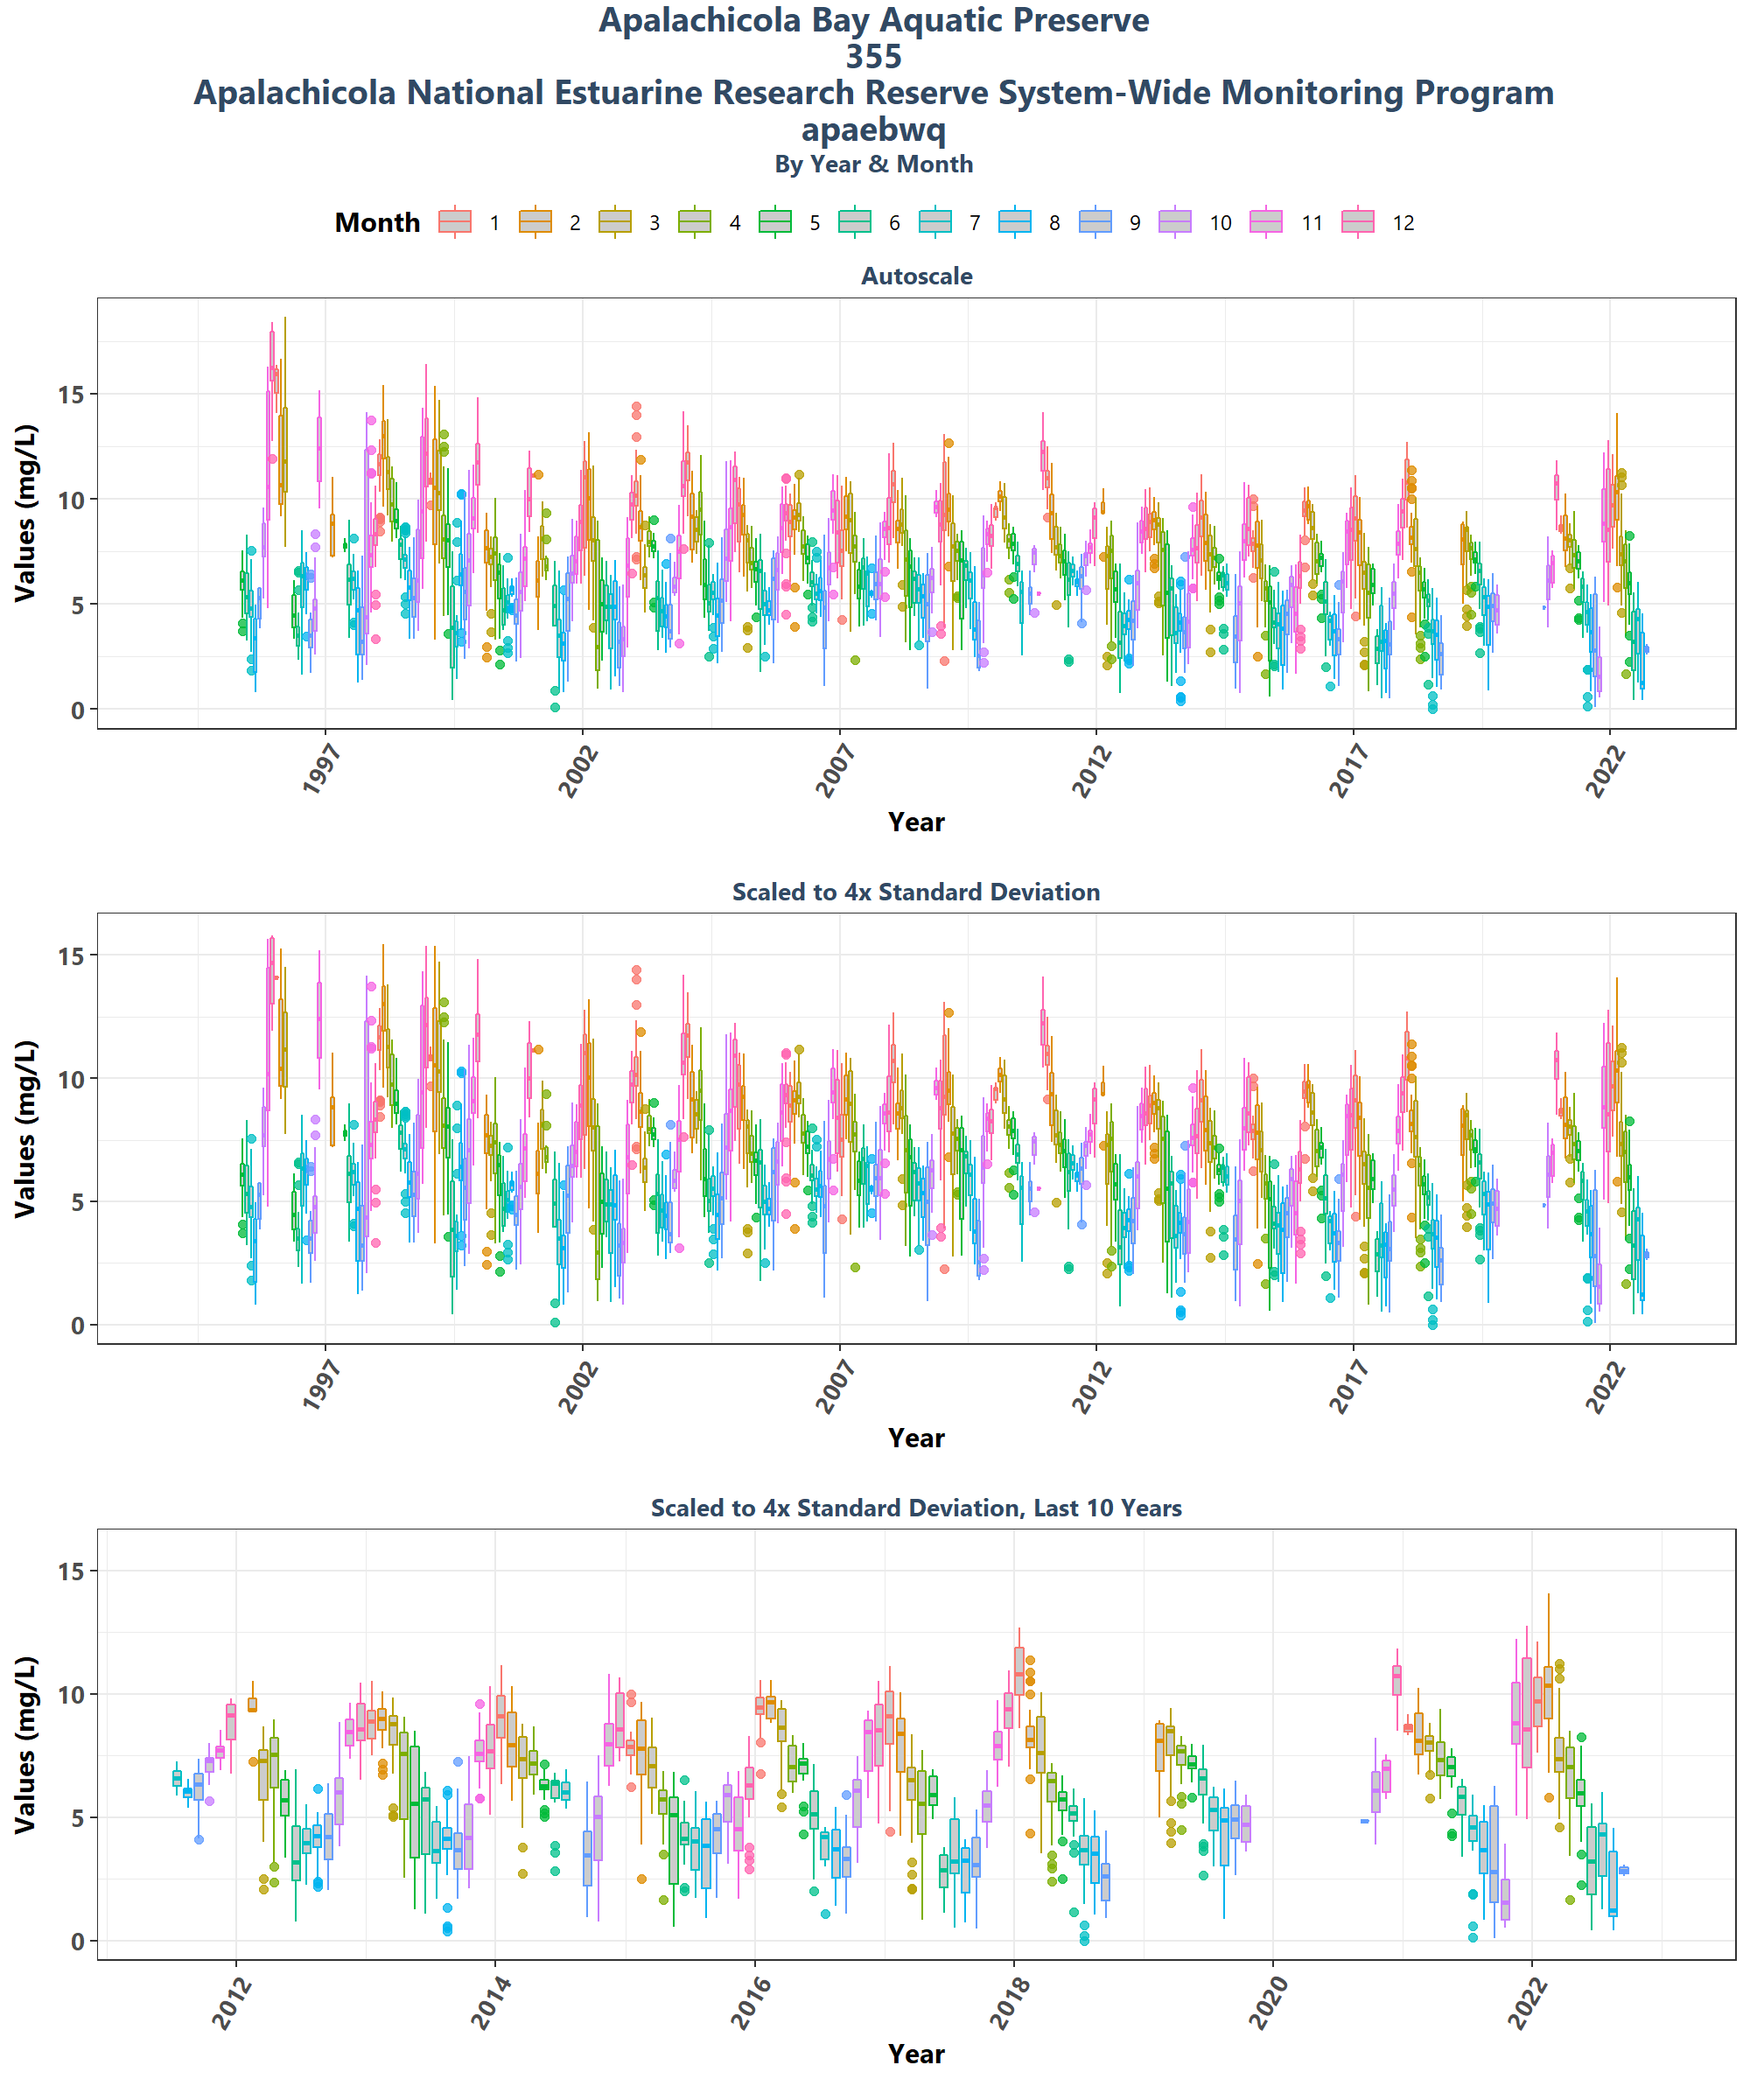 Apalachicola Bay Aquatic Preserve
355
Apalachicola National Estuarine Research Reserve System-Wide Monitoring Program
apaebwq
By Year & Month
Month 1 2 3 4 5 6 7 8 9 10 11 12
Autoscale
Values (mg/L)
15
10
5
0
1997 2002 2007 2012 2017 2022
Year
Scaled to 4x Standard Deviation
Values (mg/L)
15
10
5
0
1997 2002 2007 2012 2017 2022
Year
Scaled to 4x Standard Deviation, Last 10 Years
Values (mg/L)
15
10
5
0
2012 2014 2016 2018 2020 2022
Year